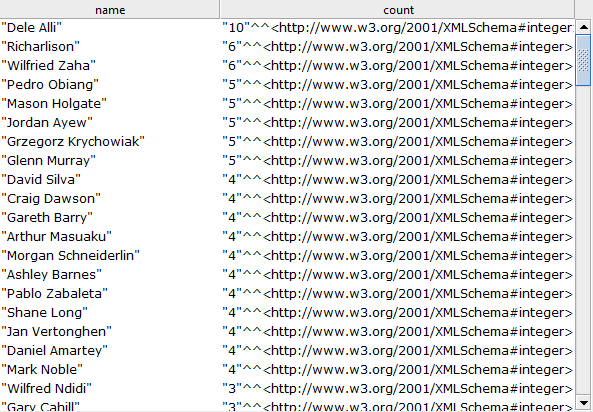 name count
"Dele Alli" "10"^^<http://www.w3.org/2001/XMLSchema#integer>
"Richarlison" "6"^^<http://www.w3.org/2001/XMLSchema#integer>
"Wilfried Zaha" "6"^^<http://www.w3.org/2001/XMLSchema#integer>
"Pedro Obiang" "5"^^<http://www.w3.org/2001/XMLSchema#integer>
"Mason Holgate" "5"^^<http://www.w3.org/2001/XMLSchema#integer>
"Jordan Ayew" "5"^^<http://www.w3.org/2001/XMLSchema#integer>
"Grzegorz Krychowiak" "5"^^<http://www.w3.org/2001/XMLSchema#integer>
"Glenn Murray" "5"^^<http://www.w3.org/2001/XMLSchema#integer>
"David Silva" "4"^^<http://www.w3.org/2001/XMLSchema#integer>
"Craig Dawson" "4"^^<http://www.w3.org/2001/XMLSchema#integer>
"Gareth Barry" "4"^^<http://www.w3.org/2001/XMLSchema#integer>
"Arthur Masuaku" "4"^^<http://www.w3.org/2001/XMLSchema#integer>
"Morgan Schneiderlin" "4"^^<http://www.w3.org/2001/XMLSchema#integer>
"Ashley Barnes" "4"^^<http://www.w3.org/2001/XMLSchema#integer>
"Pablo Zabaleta" "4"^^<http://www.w3.org/2001/XMLSchema#integer>
"Shane Long" "4"^^<http://www.w3.org/2001/XMLSchema#integer>
"Jan Vertonghen" "4"^^<http://www.w3.org/2001/XMLSchema#integer>
"Daniel Amartey" "4"^^<http://www.w3.org/2001/XMLSchema#integer>
"Mark Noble" "4"^^<http://www.w3.org/2001/XMLSchema#integer>
"Wilfred Ndidi" "3"^^<http://www.w3.org/2001/XMLSchema#integer>
"Gary Cahill" "3"^^<http://www.w3.org/2001/XMLSchema#integer>